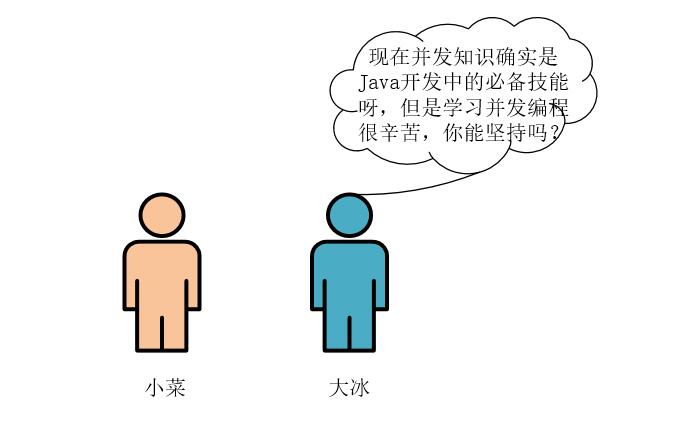 现在并发知识确实是
Java开发中的必备技能
呀，但是学习并发编程
很辛苦，你能坚持吗？
小菜
大冰